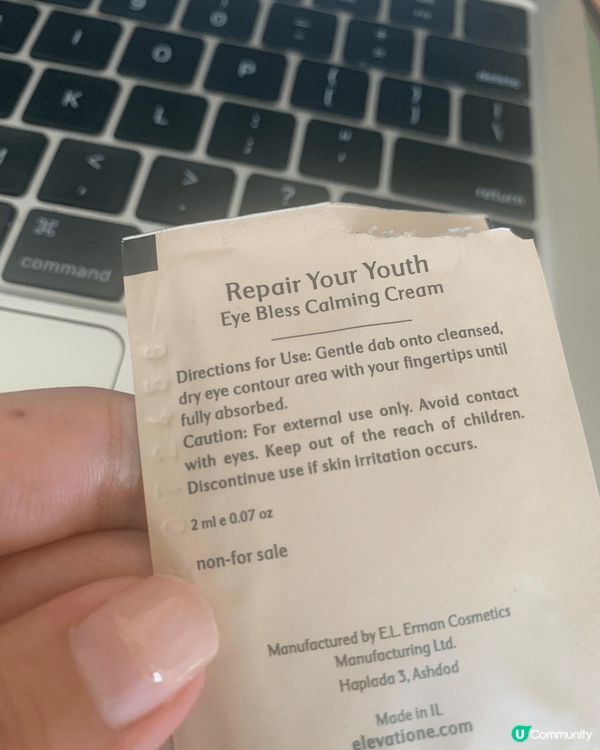 O
P
delete
K
L
command
return
Repair Your Youth
Eye Bless Calming Cream
Directions for Use: Gentle dab onto cleansed,
dry eye contour area with your fingertips until
fully absorbed.
Caution: For external use only. Avoid contact
with eyes. Keep out of the reach of children.
Discontinue use if skin irritation occurs.
2 ml e 0.07 oz
non-for sale
Manufactured by E.L. Erman Cosmetics
Manufacturing Ltd.
Haplada 3, Ashdod
Made in IL
elevatione.com
U Community